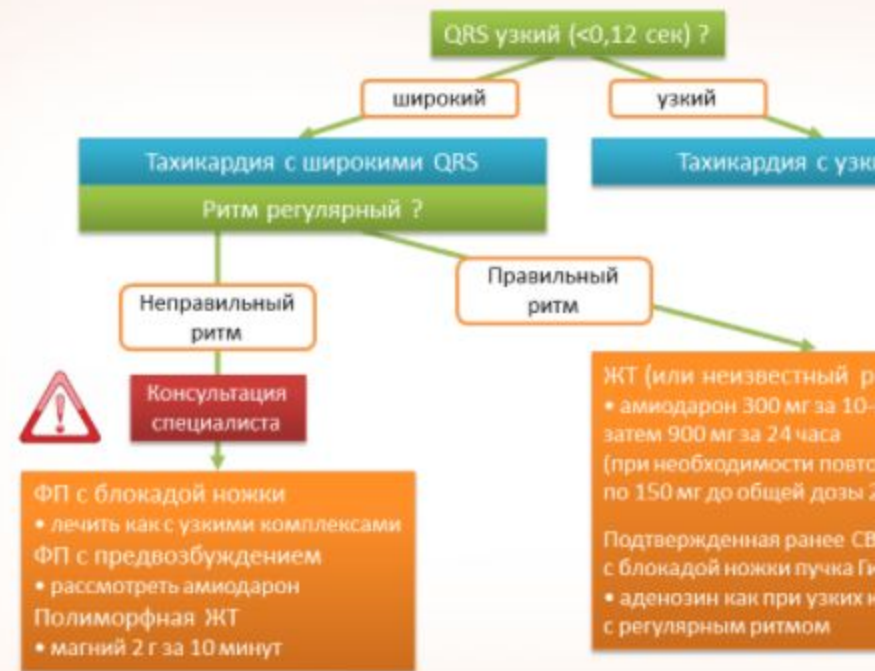 QRS узкий (<0,12 сек) ?
широкий
узкий
Тахикардия с широкими QRS
Тахикардия с
Ритм регулярный ?
Неправильный
ритм
Правильный
ритм
Консультация
специалиста
ФП с блокадой ножки
• лечить как с узкими комплексами
ФП с предвозбуждением
• рассмотреть амиодарон
Полиморфная ЖТ
• магний 2 г за 10 минут
ЖТ (или неизвестный
• амиодарон 300 мг за 10-
затем 900 мг за 24 часа
(при необходимости
по 150 мг до общей дозы 2
Подтвержденная ранее
с блокадой ножки пучка
• аденозин как при узких
с регулярным ритмом